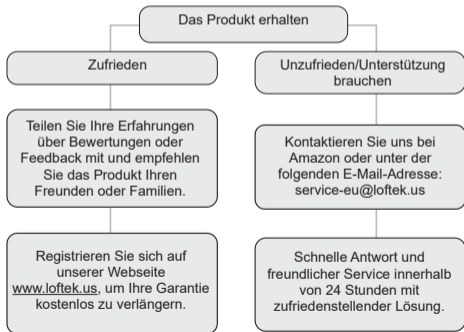 Das Produkt erhalten
Zufrieden
Unzufrieden/Unterstützung
brauchen
Teilen Sie Ihre Erfahrungen
über Bewertungen oder
Feedback mit und empfehlen
Sie das Produkt Ihren
Freunden oder Familien.
Kontaktieren Sie uns bei
Amazon oder unter der
folgenden E-Mail-Adresse:
service-eu@loftek.us
Registrieren Sie sich auf
unserer Webseite
www.loftek.us, um Ihre Garantie
kostenlos zu verlängern.
Schnelle Antwort und
freundlicher Service innerhalb
von 24 Stunden mit
zufriedenstellender Lösung.